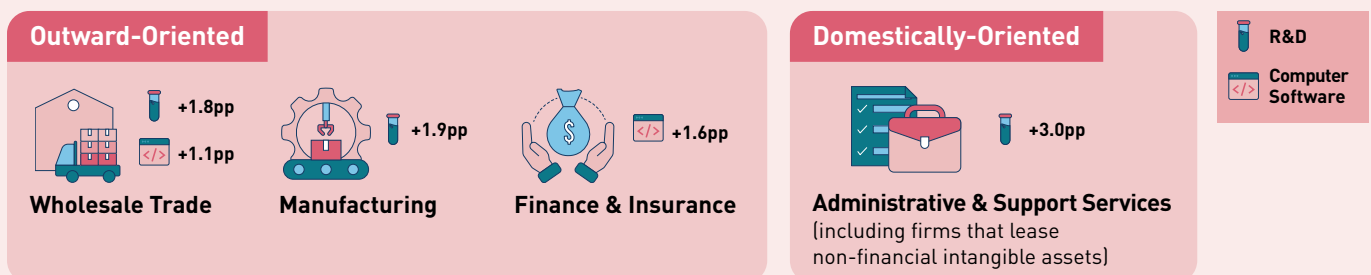 Outward-Oriented
+1.8pp
</>
+1.1pp
Wholesale Trade
+1.9pp
Manufacturing
$
</>
+1.6pp
Finance & Insurance
Domestically-Oriented
+3.0pp
Administrative & Support Services
(including firms that lease
non-financial intangible assets)
R&D
</>
Computer
Software